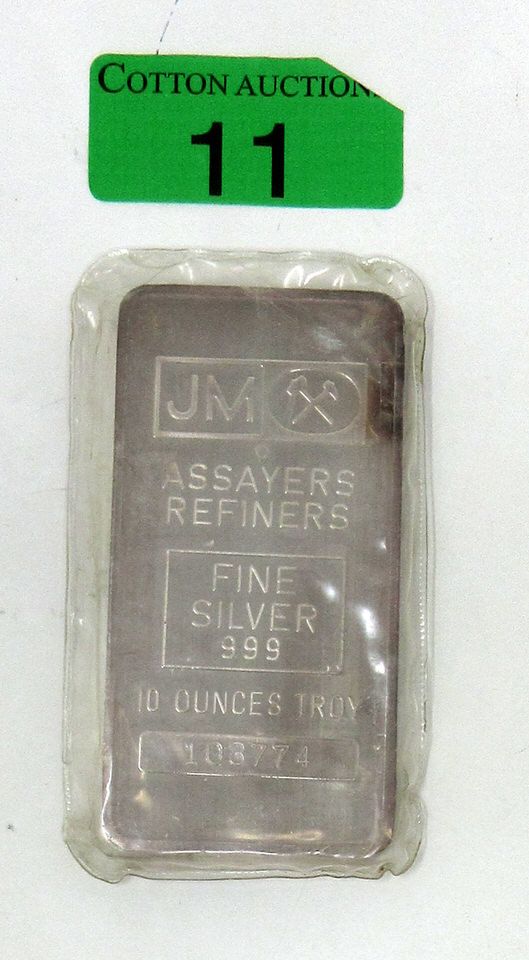 COTTON AUCTION
11
JM
ASSAYERS
REFINERS
FINE
SILVER
999
10 OUNCES TROY
103774